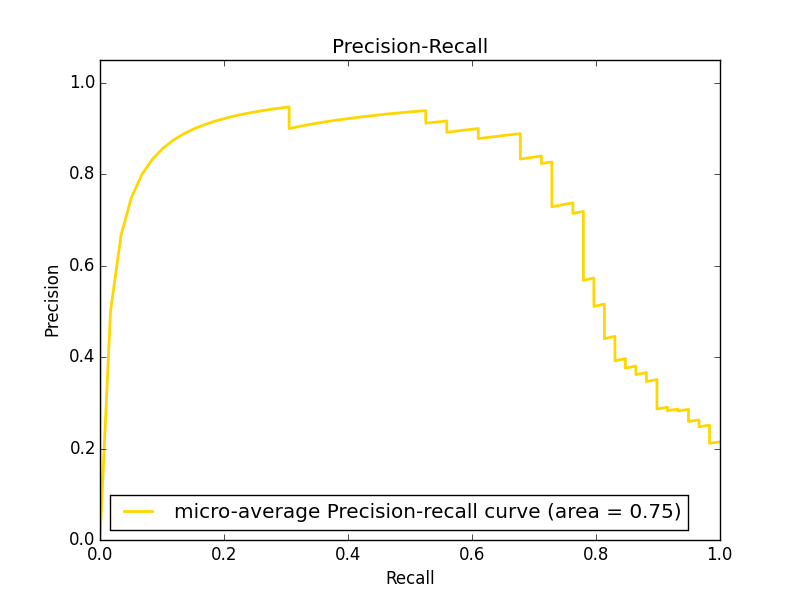 Precision-Recall
1.0
0.8
0.6
0.4
0.2
0.0
Precision
micro-average Precision-recall curve (area = 0.75)
0.0 0.2 0.4 0.6 0.8 1.0
Recall